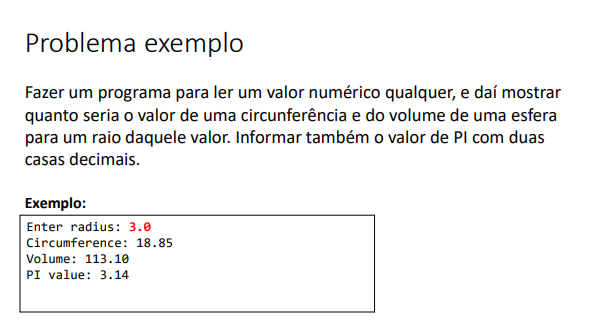 Problema exemplo
Fazer um programa para ler um valor numérico qualquer, e daí mostrar
quanto seria o valor de uma circunferência e do volume de uma esfera
para um raio daquele valor. Informar também o valor de PI com duas
casas decimais.
Exemplo:
Enter radius: 3.0
Circumference: 18.85
Volume: 113.10
PI value: 3.14